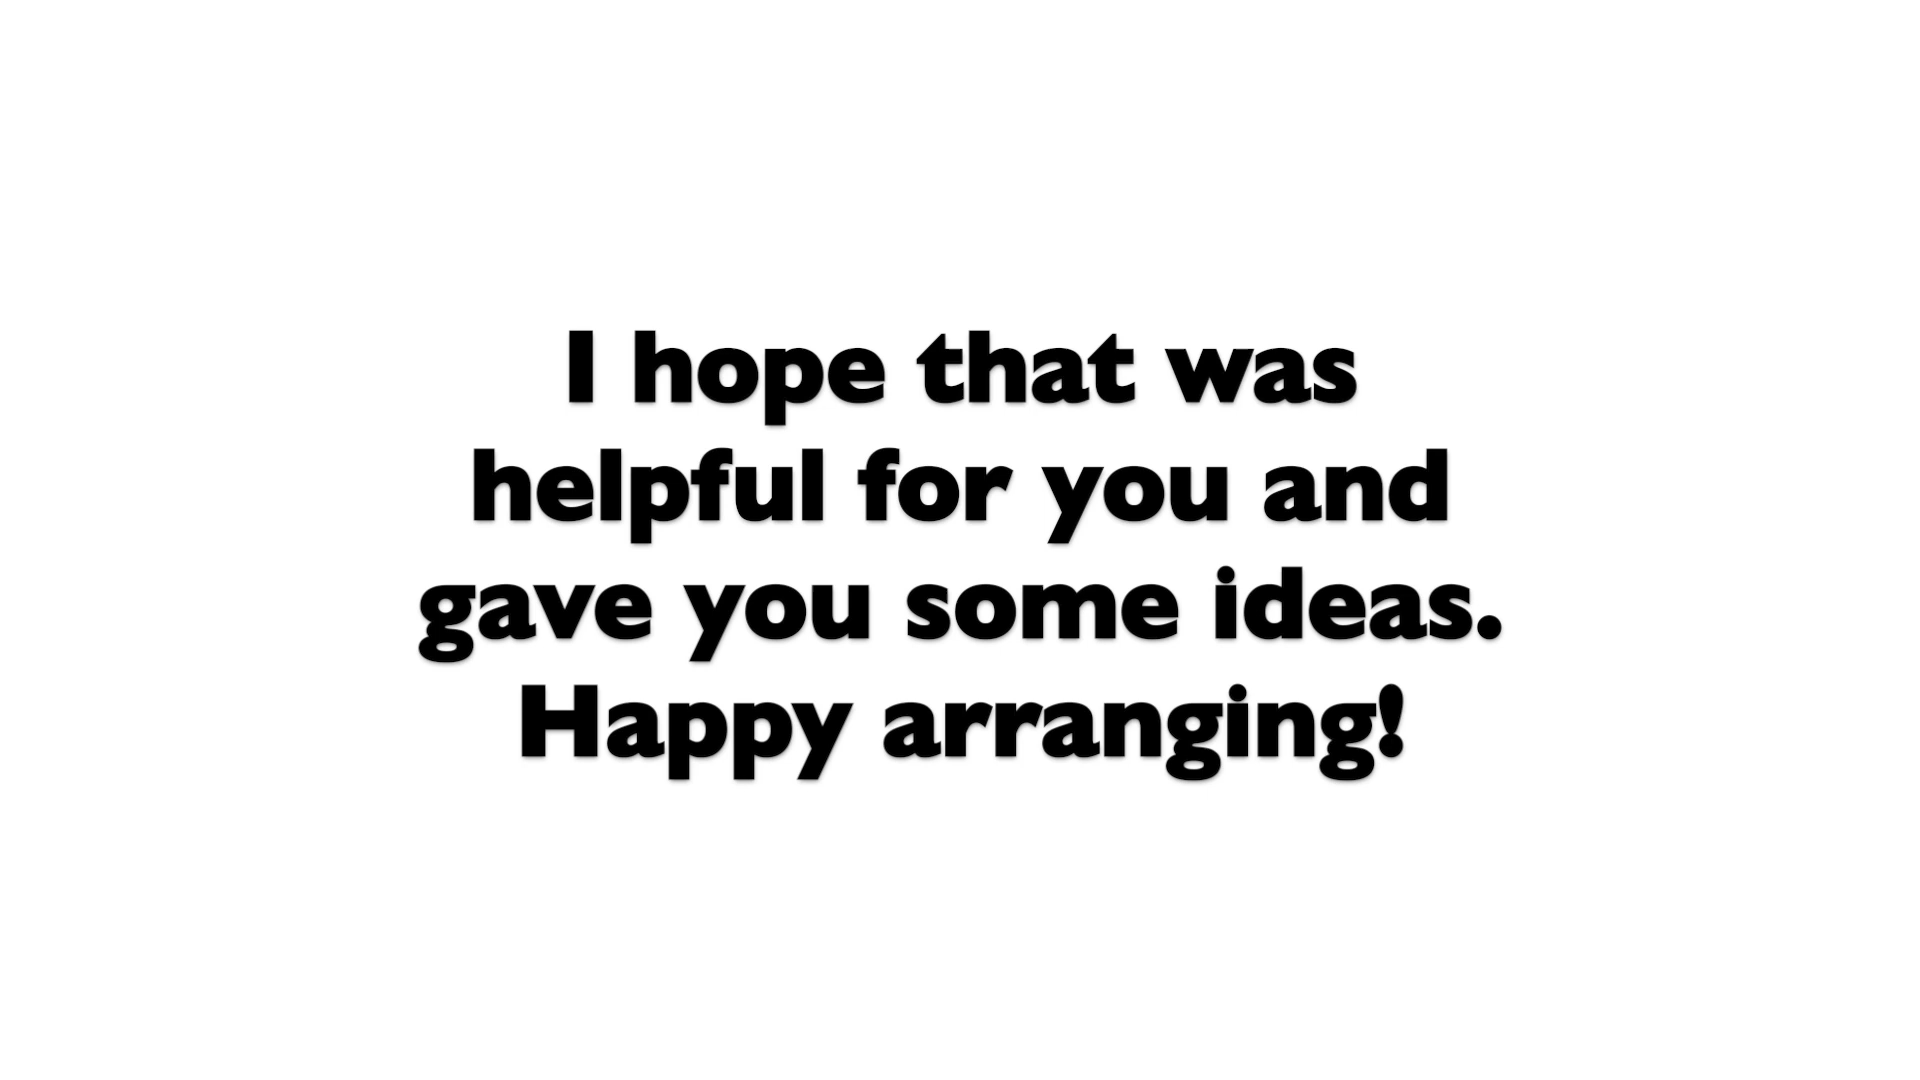 I hope that was
helpful for you and
gave you some ideas.
Happy arranging!